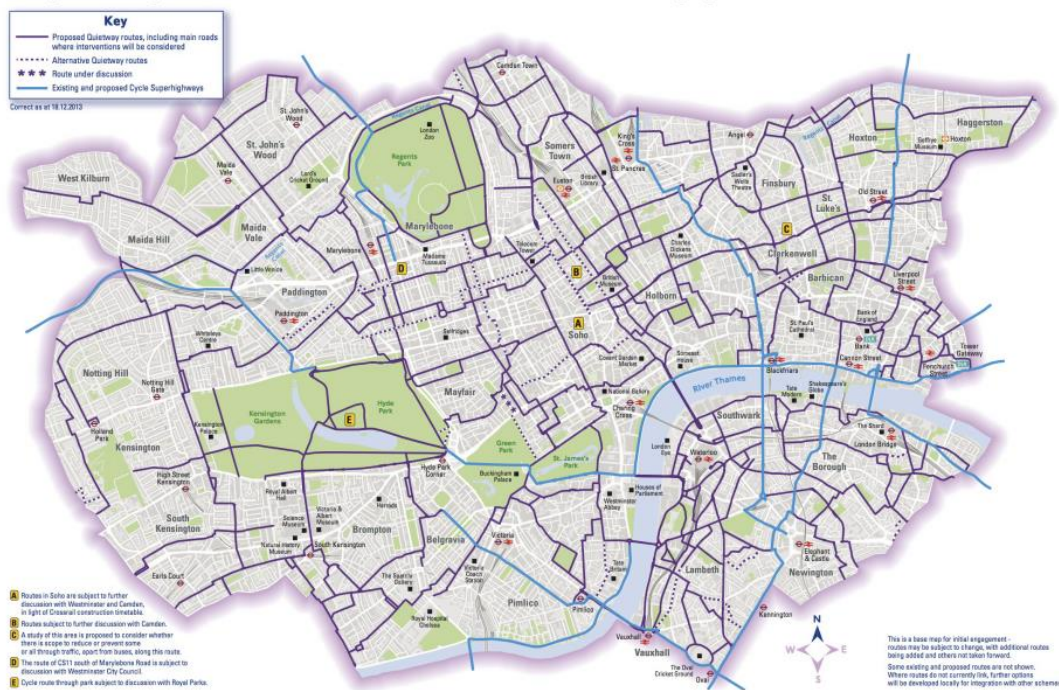 Key
Proposed Quietway routes, including main roads
where interventions will be considered
Alternative Quietway routes
Route under discussion
Existing and proposed Cycle Superhighways
Correct as at 18.12.2013
Camden Town
St. John's
Wood
Regents Canal
London
Zoo
Regents
Park
St. John's
Wood
Maida
Vale
Lord's
Cricket Ground
West Kilburn
Maida Hill
Maida
Vale
Marylebone
Marylebone
Madame
Tussauds
Little Venice
Paddington
Paddington
Somers
Town
King's
Cross
St. Pancras
British
Library
Euston
Telecom
Tower
Angel
Regents Canal
Sadler's
Wells
Theatre
Finsbury
Hoxton
Haggerston
Geffrye
Museum
Hoxton
St.
Luke's
Old Street
C
Clerkenwell
Charles
Dickens
Museum
D
B
British
Museum
Holborn
Barbican
Liverpool
Street
Bank of
England
Bank
St. Paul's
Cathedral
Cannon Street
Tower
Gateway
Fenchurch
Street
Blackfriars
Whiteleys
Centre
Selfridges
A
Soho
Covent Garden
Market
Somerset
House
River Thames
Tate
Modern
Shakespeare's
Globe
Notting Hill
Notting Hill
Gate
Holland
Park
Kensington
Kensington
Palace
Kensington
Gardens
Hyde
Park
E
Mayfair
Green
Park
National Gallery
Charing
Cross
St. James's
Park
Southwark
The Shard
London Bridge
London
Eye
Waterloo
The
Borough
Hyde Park
Corner
Buckingham
Palace
High Street
Kensington
Royal Albert
Hall
Science
Museum
Victoria &
Albert
Museum
Natural History
Museum
South Kensington
Harrods
Brompton
South
Kensington
Earls Court
Belgravia
Victoria
Victoria
Coach
Station
Westminster
Abbey
Houses of
Parliament
Tate
Britain
Lambeth
Elephant
& Castle
Newington
Kennington
The Saatchi
Gallery
Royal Hospital
Chelsea
Pimlico
Pimlico
Vauxhall
Vauxhall
The Oval
Cricket Ground
Oval
N
W
E
S
A Routes in Soho are subject to further
discussion with Westminster and Camden,
in light of Crossrail construction timetable.
B Routes subject to further discussion with Camden.
C A study of this area is proposed to consider whether
there is scope to reduce or prevent some
or all through traffic, apart from buses, along this route.
D The route of CS11 south of Marylebone Road is subject to
discussion with Westminster City Council.
E Cycle route through park subject to discussion with Royal Parks.
This is a base map for initial engagement -
routes may be subject to change, with additional routes
being added and others not taken forward.
Some existing and proposed routes are not shown.
Where routes do not currently link, further options
will be developed locally for integration with other schemes